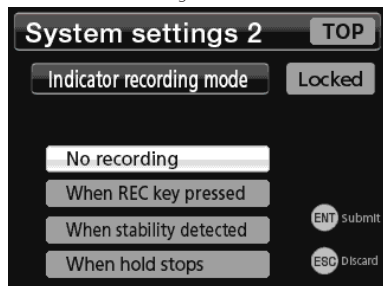 System settings 2 TOP
Indicator recording mode Locked
No recording
When REC key pressed
When stability detected
ENT Submit
When hold stops
ESC Discard